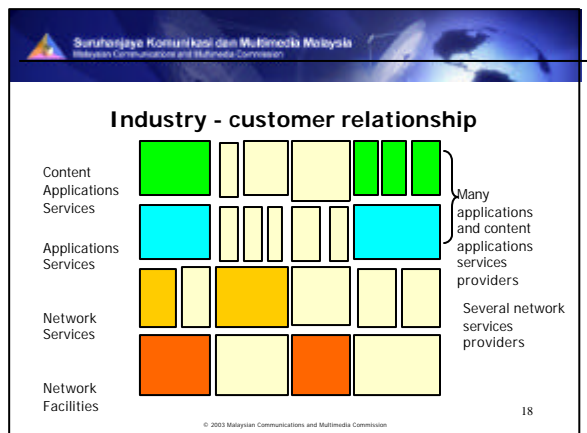 Suruhanjaya Komunikasi dan Multimedia Malaysia
Malaysian Communications and Multimedia Commission
Industry - customer relationship
Content
Applications
Services
Applications
Services
Network
Services
Network
Facilities
Many
applications
and content
applications
services
providers
Several network
services
providers
18
© 2003 Malaysian Communications and Multimedia Commission